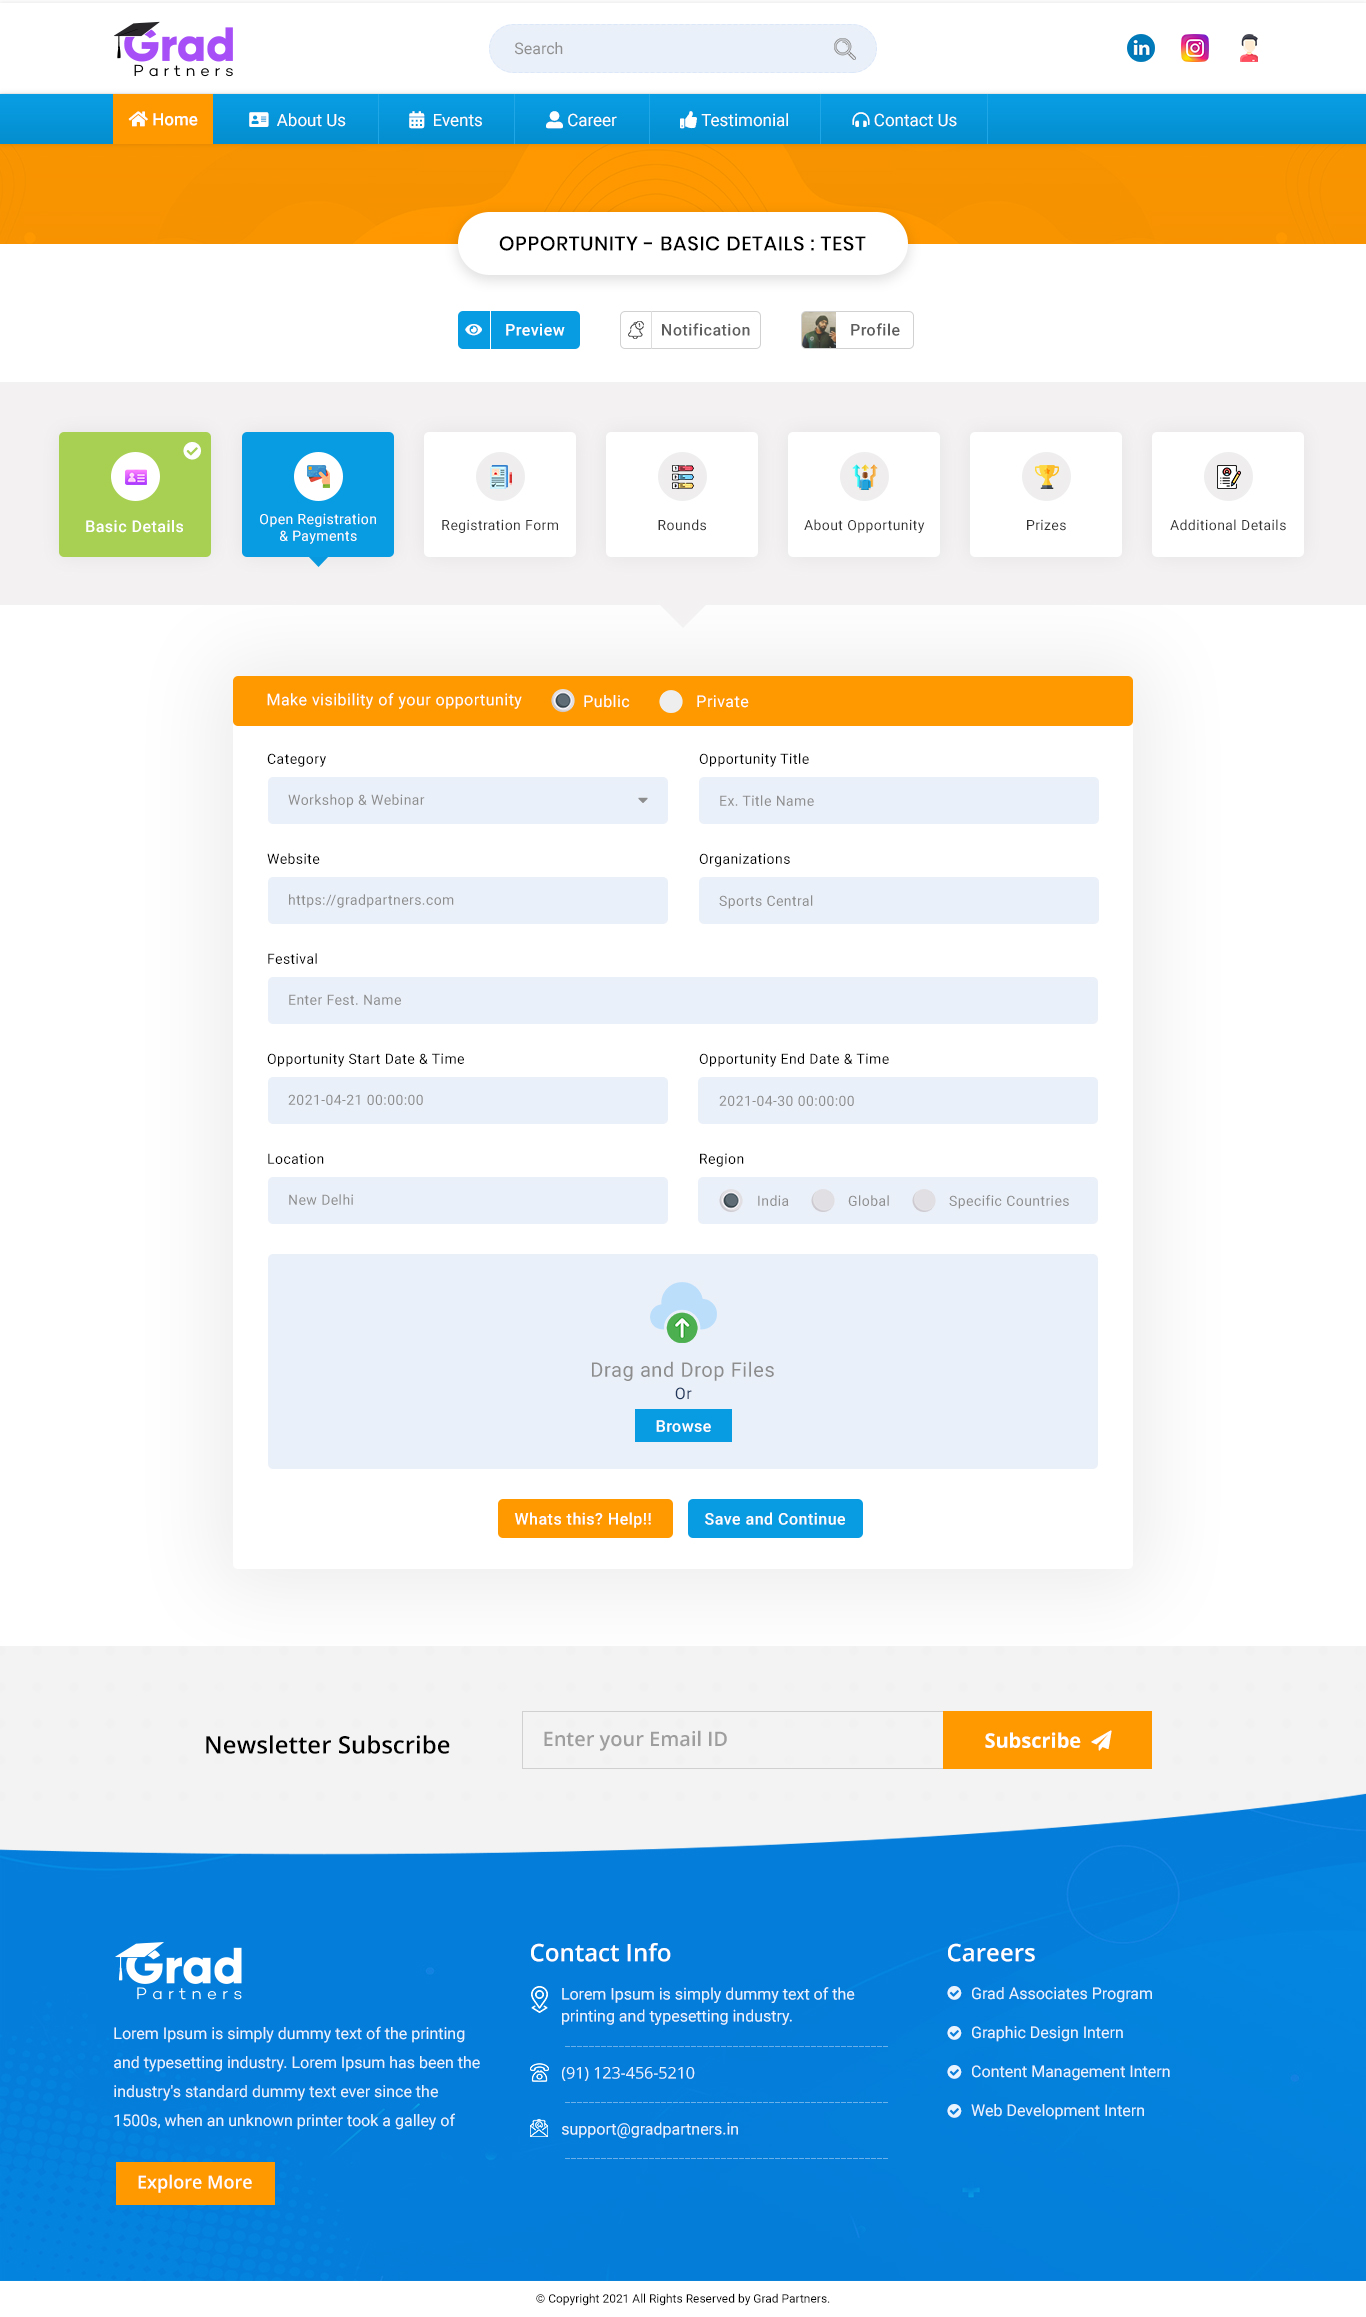 Grad
Partners
Search
Home
About Us
Events
Career
Testimonial
Contact Us
OPPORTUNITY - BASIC DETAILS : TEST
Preview
Notification
Profile
Basic Details
Open Registration
& Payments
Registration Form
Rounds
About Opportunity
Prizes
Additional Details
Make visibility of your opportunity
Public
Private
Category
Opportunity Title
Workshop & Webinar
Ex. Title Name
Website
Organizations
https://gradpartners.com
Sports Central
Festival
Enter Fest. Name
Opportunity Start Date & Time
Opportunity End Date & Time
2021-04-21 00:00:00
2021-04-30 00:00:00
Location
Region
New Delhi
India
Global
Specific Countries
Drag and Drop Files
Or
Browse
Whats this? Help!!
Save and Continue
Newsletter Subscribe
Enter your Email ID
Subscribe
Grad
Partners
Lorem Ipsum is simply dummy text of the printing
and typesetting industry. Lorem Ipsum has been the
industry's standard dummy text ever since the
1500s, when an unknown printer took a galley of
Explore More
Contact Info
Lorem Ipsum is simply dummy text of the
printing and typesetting industry.
(91) 123-456-5210
support@gradpartners.in
Careers
Grad Associates Program
Graphic Design Intern
Content Management Intern
Web Development Intern
© Copyright 2021 All Rights Reserved by Grad Partners.